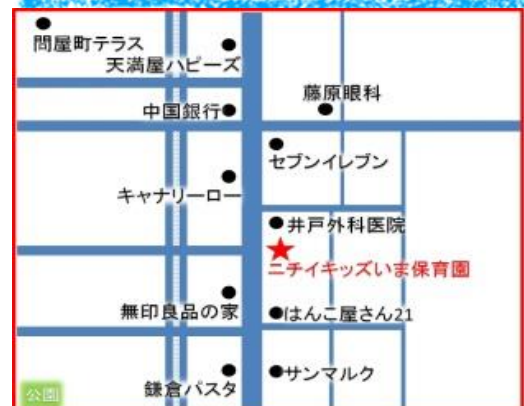 問屋町テラス
天満屋ハピーズ
中国銀行
藤原眼科
セブンイレブン
キャナリーロー
井戸外科医院
ニチイキッズいま保育園
無印良品の家
はんこ屋さん21
鎌倉パスタ
サンマルク
公園